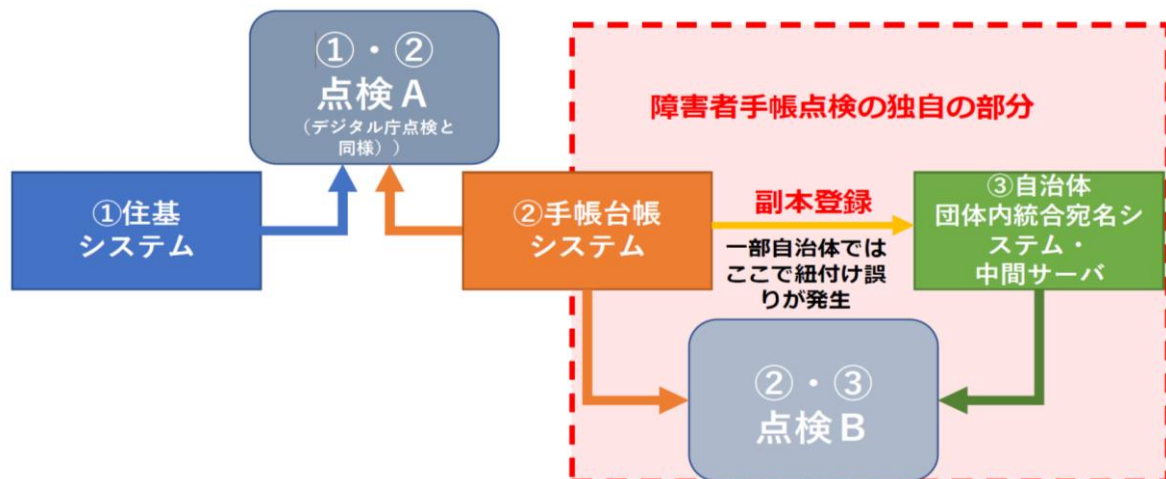 ①・②
点検A
（デジタル庁点検と
同様））
障害者手帳点検の独自の部分
①住基
システム
②手帳台帳
システム
副本登録
一部自治体では
ここで紐付け誤
りが発生
③自治体
団体内統合宛名シ
ステム・
中間サーバ
②・③
点検B